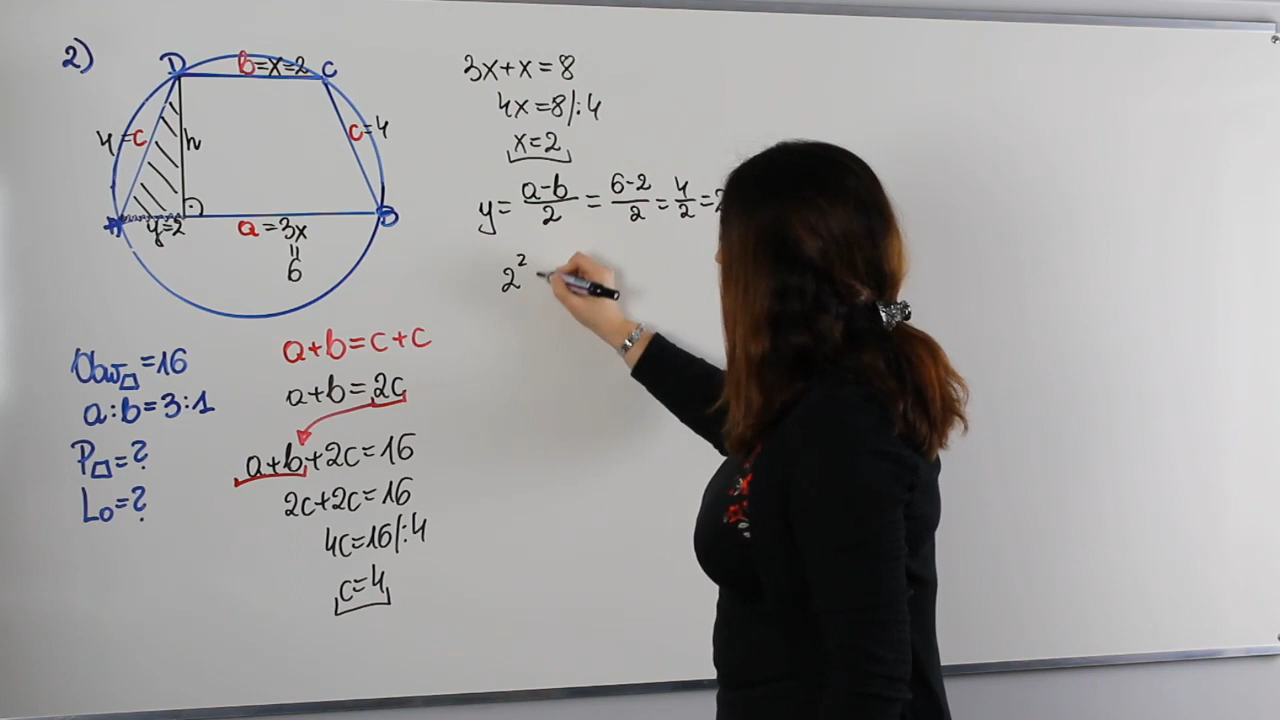 2)
D b=x=2 C
4=c h c=4
A y=2 a=3x B
=
6
Obw▱=16
a:b=3:1
P▱=?
Lo=?
a+b=c+c
a+b=2c
a+b+2c=16
2c+2c=16
4c=16/:4
c=4
3x+x=8
4x=8/:4
x=2
y=a-b/2=6-2/2=4/2=2
2²